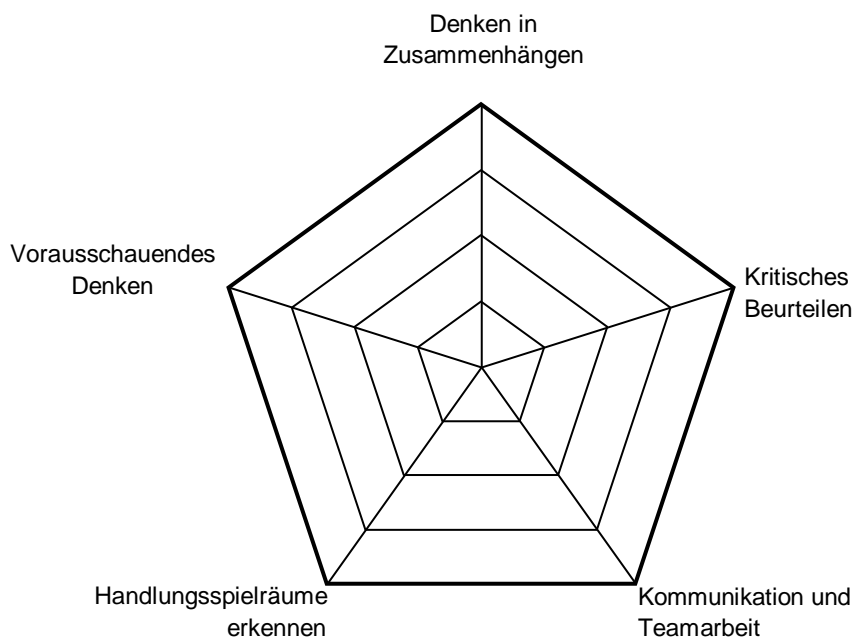 Denken in
Zusammenhängen
Vorausschauendes
Denken
Kritisches
Beurteilen
Handlungsspielräume
erkennen
Kommunikation und
Teamarbeit